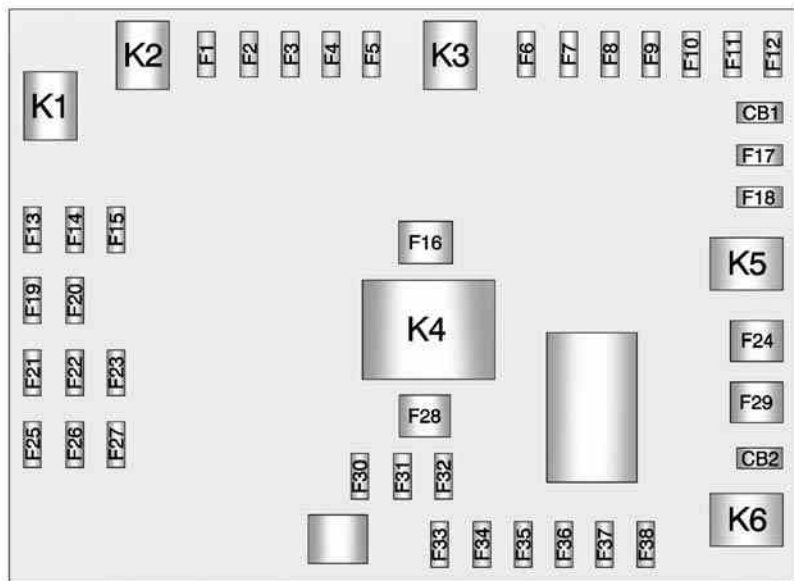 K2 F1 F2 F3 F4 F5 K3 F6 F7 F8 F9 F10 F11 F12
K1
CB1
F17
F18
F13 F14 F15
F16
K5
F19 F20
K4
F24
F21 F22 F23
F29
F28
F25 F26 F27
CB2
F30 F31 F32
K6
F33 F34 F35 F36 F37 F38